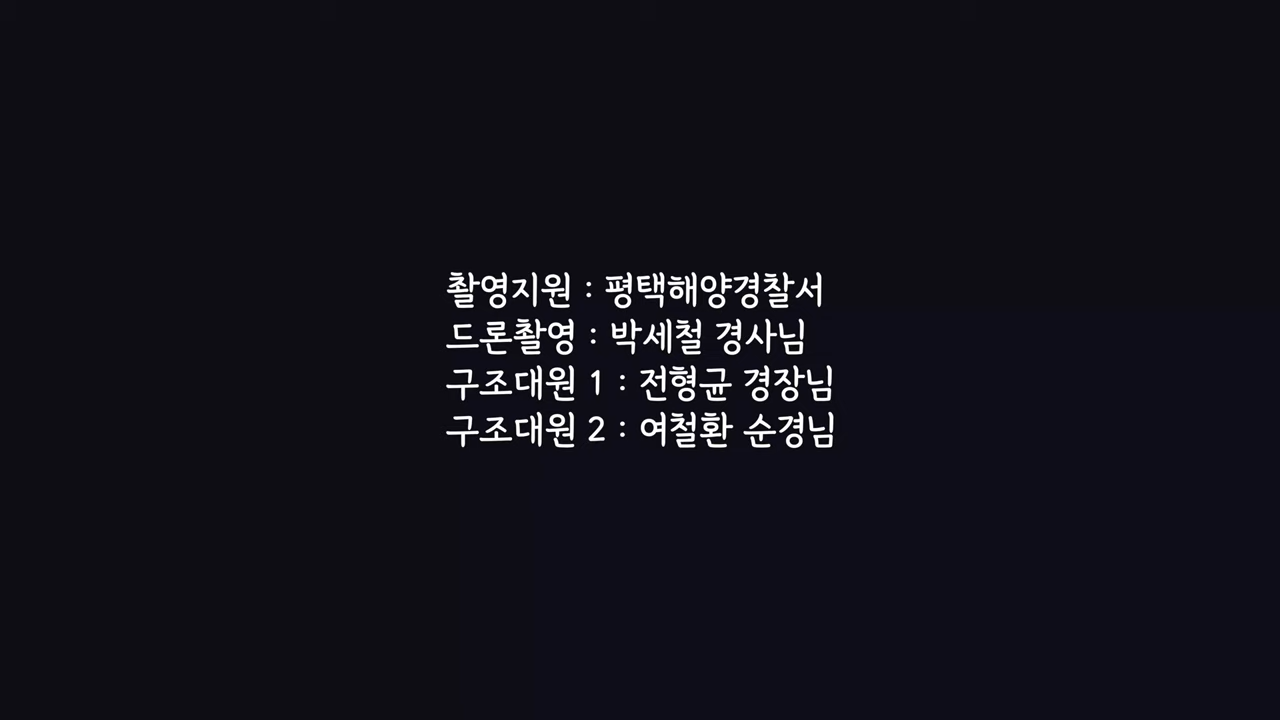 촬영지원 : 평택해양경찰서
드론촬영 : 박세철 경사님
구조대원 1 : 전형균 경장님
구조대원 2 : 여철환 순경님